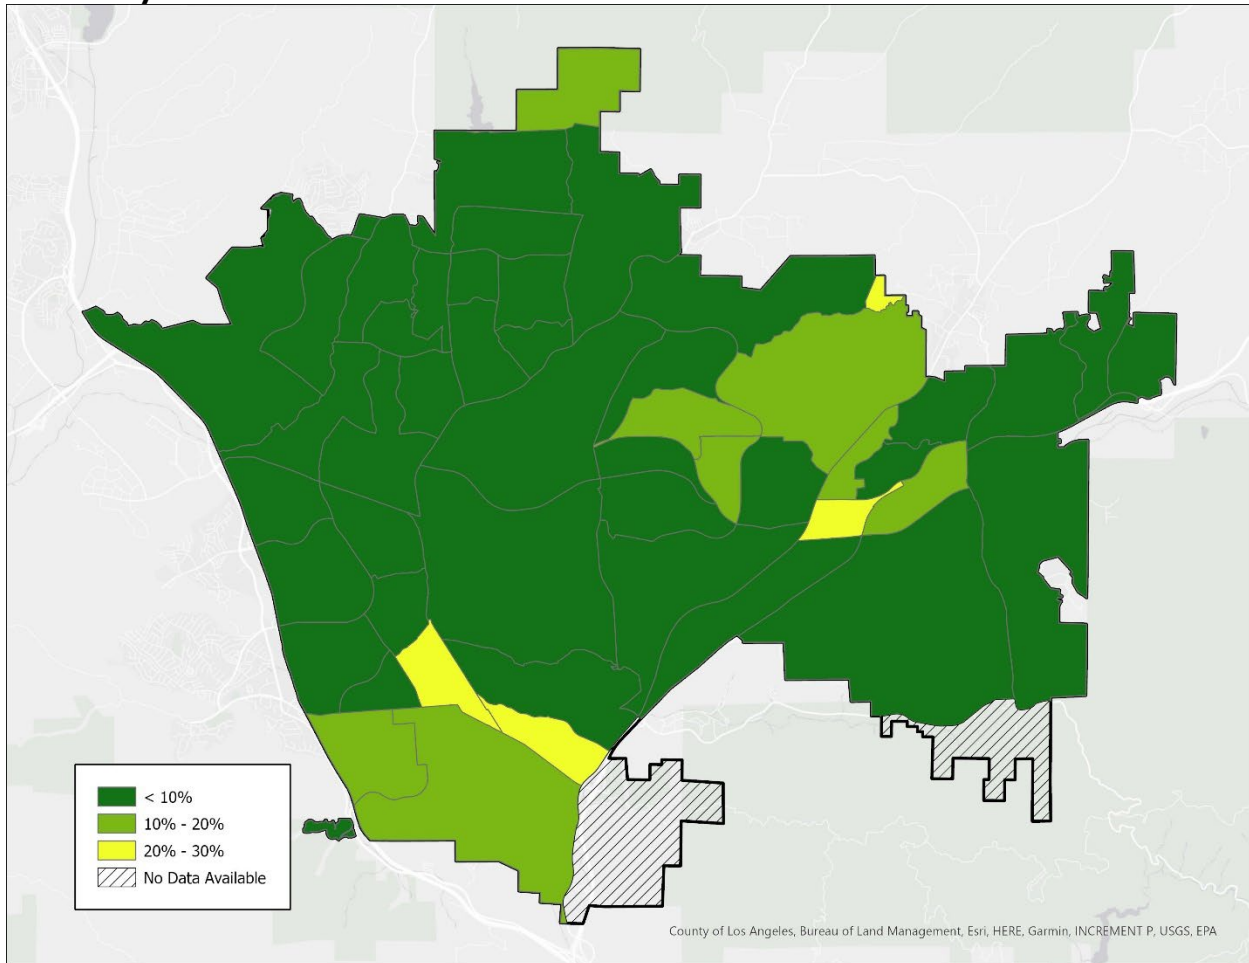 < 10%
10% - 20%
20% - 30%
No Data Available
County of Los Angeles, Bureau of Land Management, Esri, HERE, Garmin, INCREMENT P, USGS, EPA